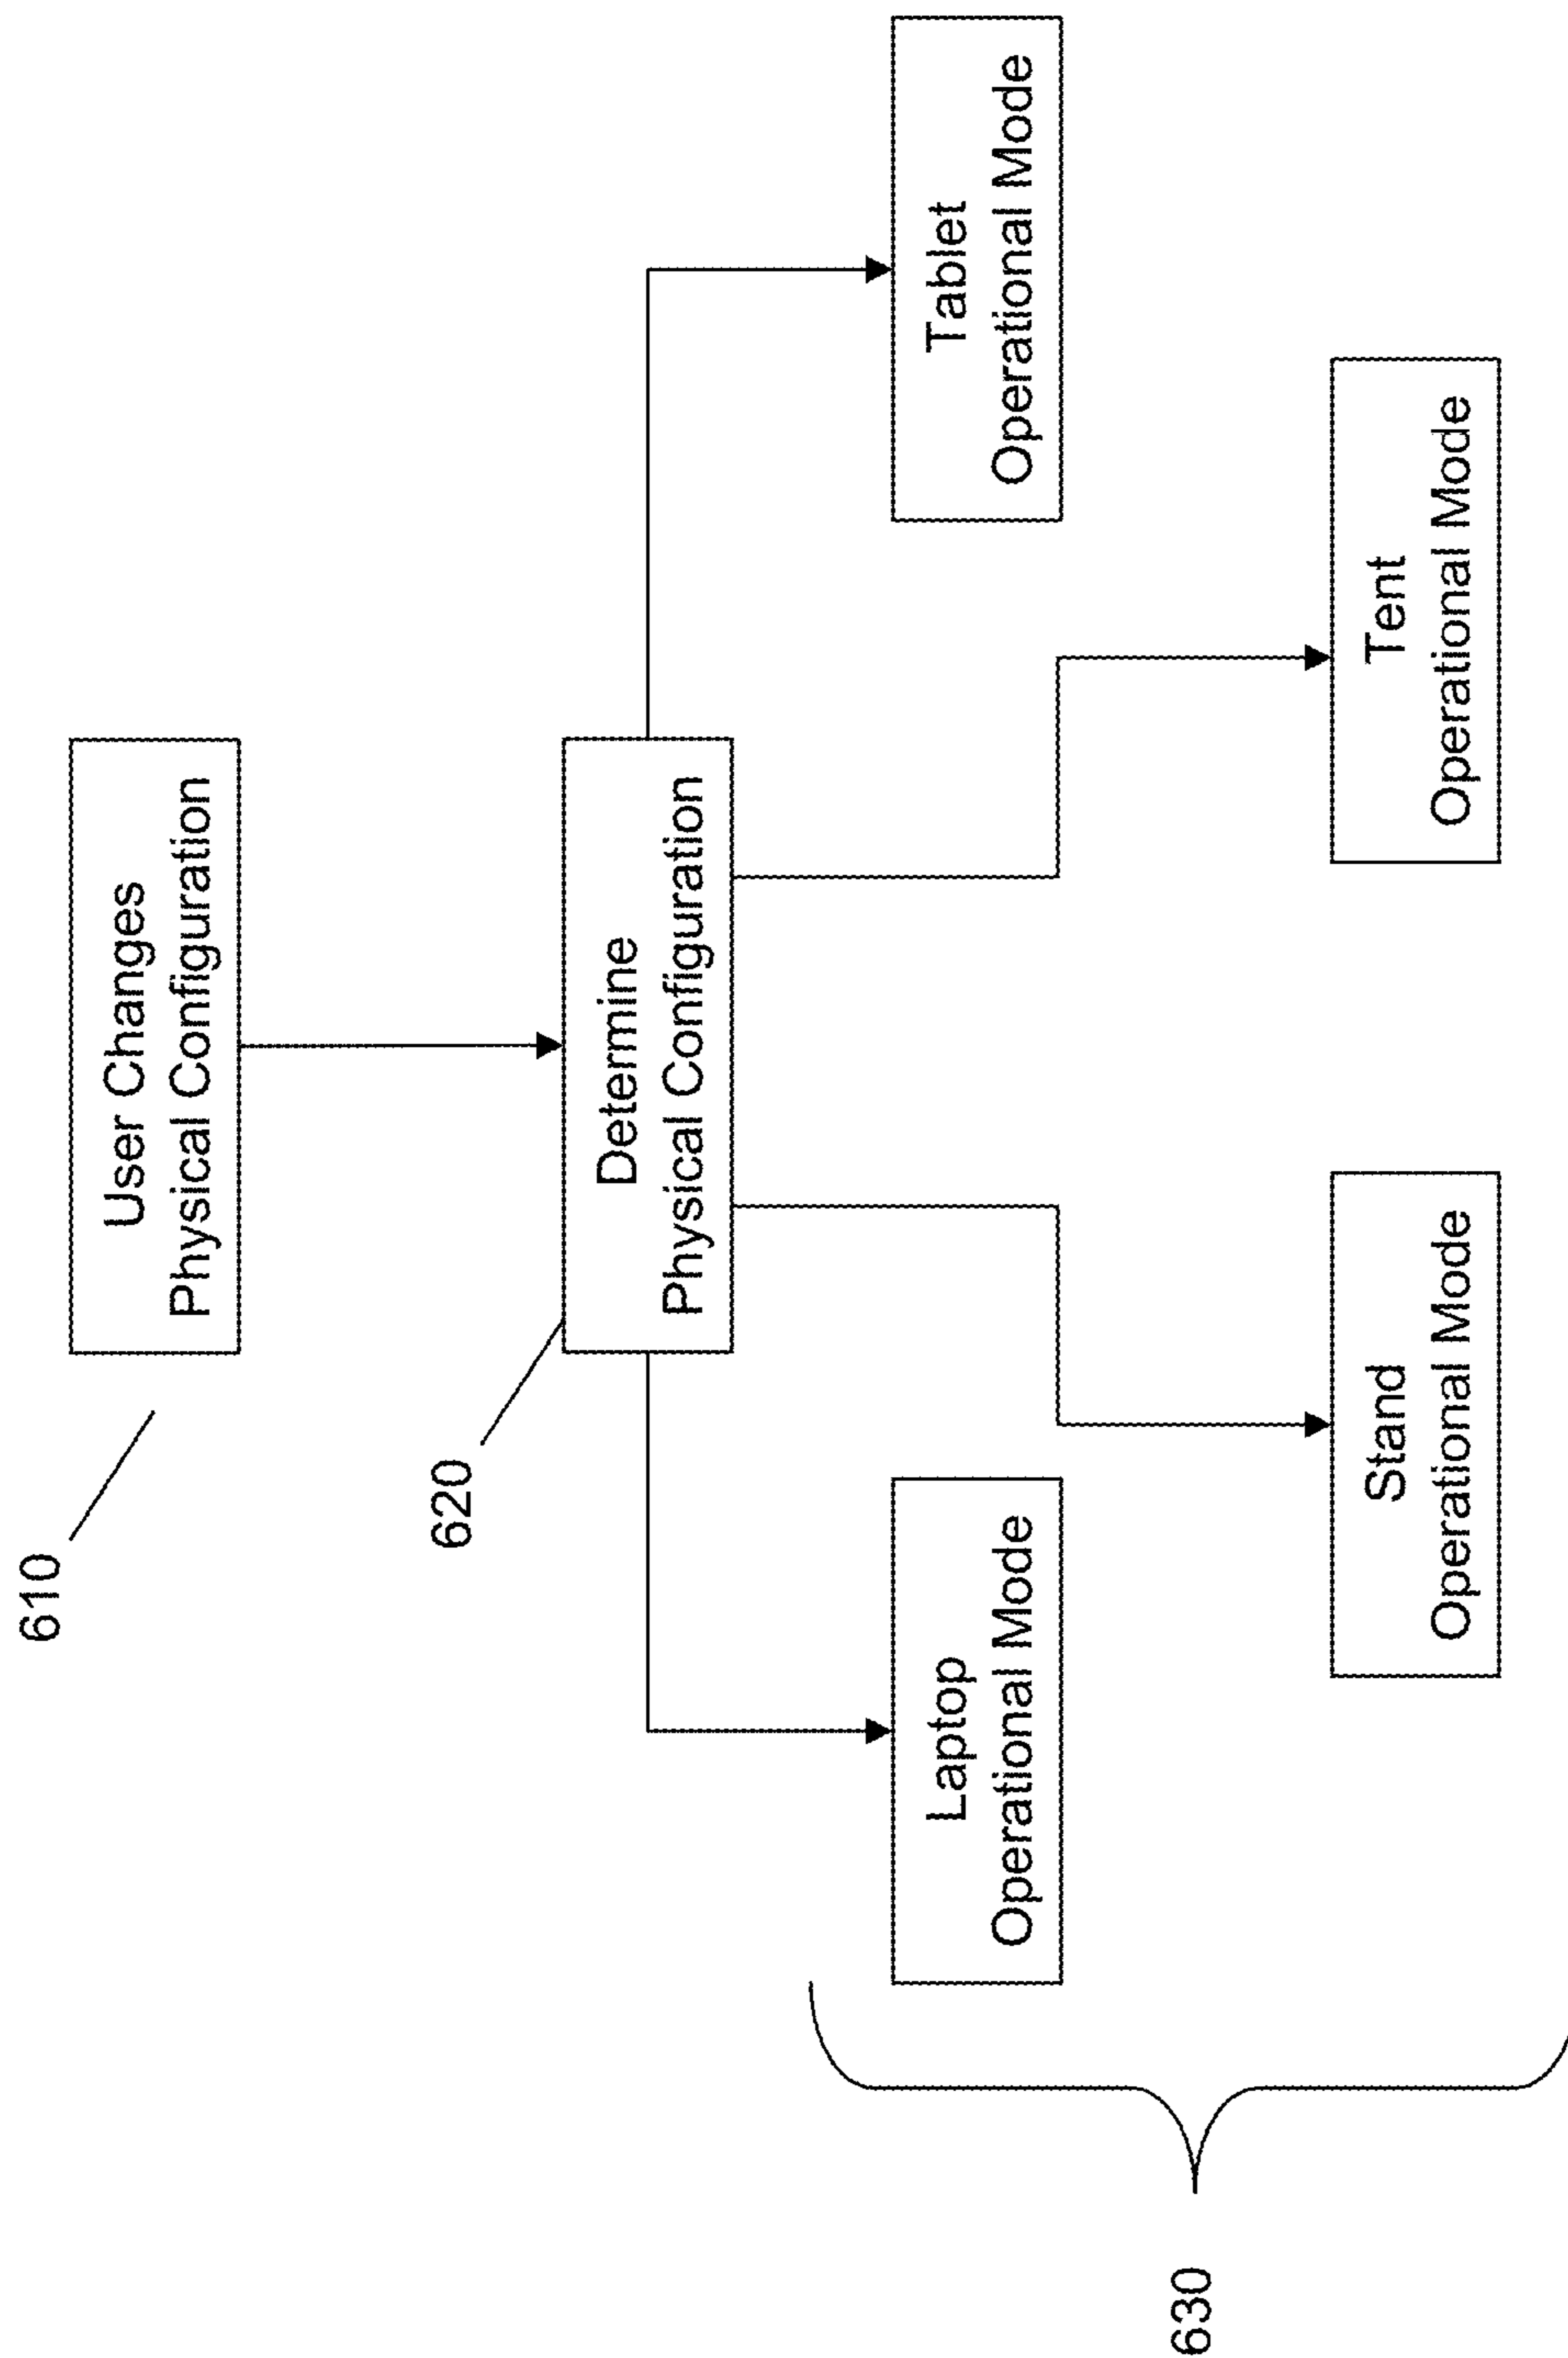 610
User Changes
Physical Configuration
620
Determine
Physical Configuration
Laptop
Operational Mode
Tablet
Operational Mode
630
Stand
Operational Mode
Tent
Operational Mode